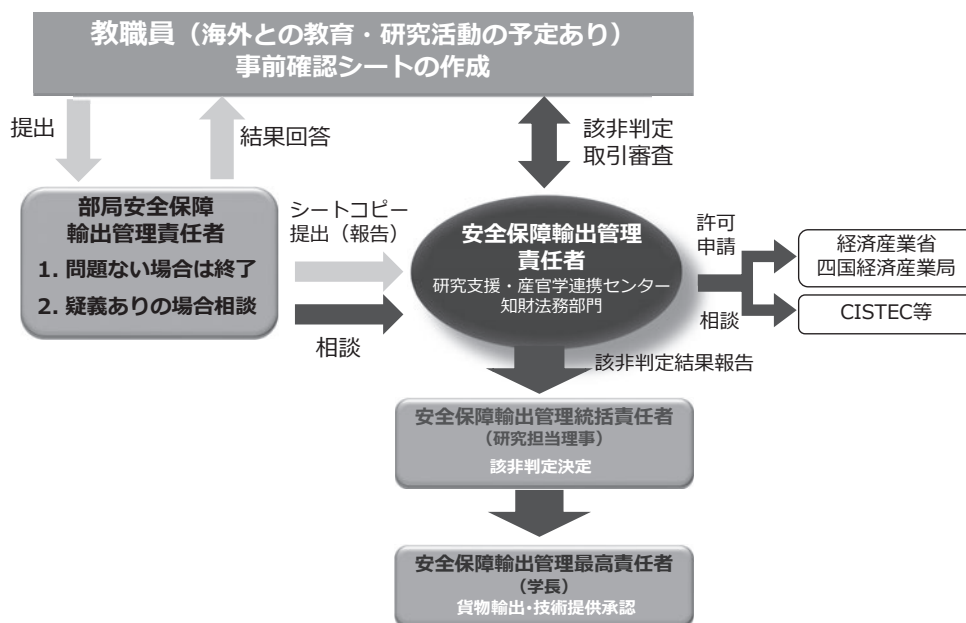 教職員（海外との教育・研究活動の予定あり）
事前確認シートの作成
提出
結果回答
該非判定
取引審査
部局安全保障
輸出管理責任者
1. 問題ない場合は終了
2. 疑義ありの場合相談
シートコピー
提出（報告）
相談
安全保障輸出管理
責任者
研究支援・産官学連携センター
知財法務部門
許可
申請
相談
経済産業省
四国経済産業局
CISTEC等
該非判定結果報告
安全保障輸出管理統括責任者
（研究担当理事）
該非判定決定
安全保障輸出管理最高責任者
（学長）
貨物輸出・技術提供承認